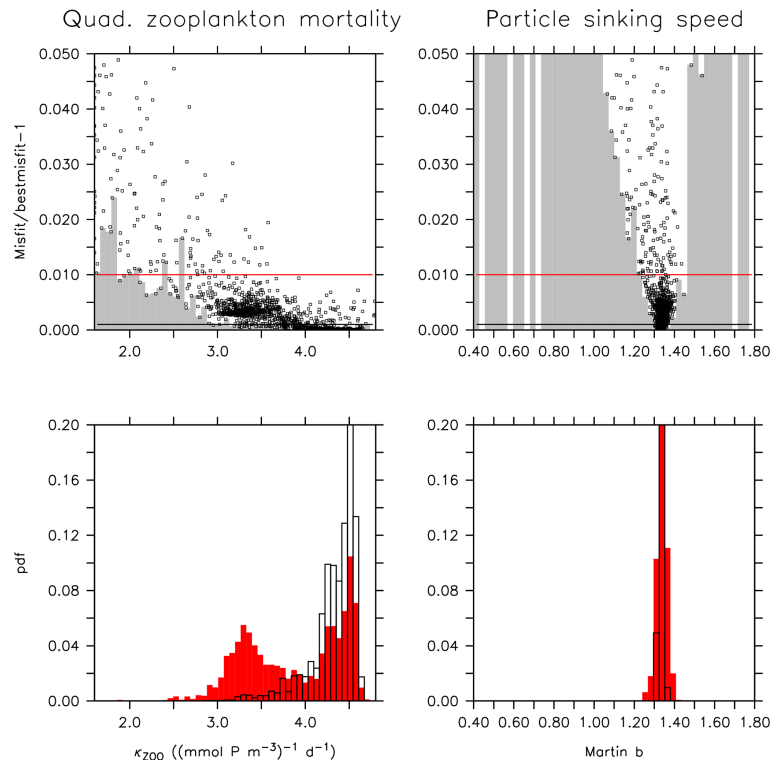 Quad. zooplankton mortality
Particle sinking speed
Misfit/bestmisfit−1
0.050
0.040
0.030
0.020
0.010
0.000
2.0 3.0 4.0
0.050
0.040
0.030
0.020
0.010
0.000
0.40 0.60 0.80 1.00 1.20 1.40 1.60 1.80
pdf
0.20
0.16
0.12
0.08
0.04
0.00
2.0 3.0 4.0
κZOO ((mmol P m−3)−1 d−1)
0.20
0.16
0.12
0.08
0.04
0.00
0.40 0.60 0.80 1.00 1.20 1.40 1.60 1.80
Martin b